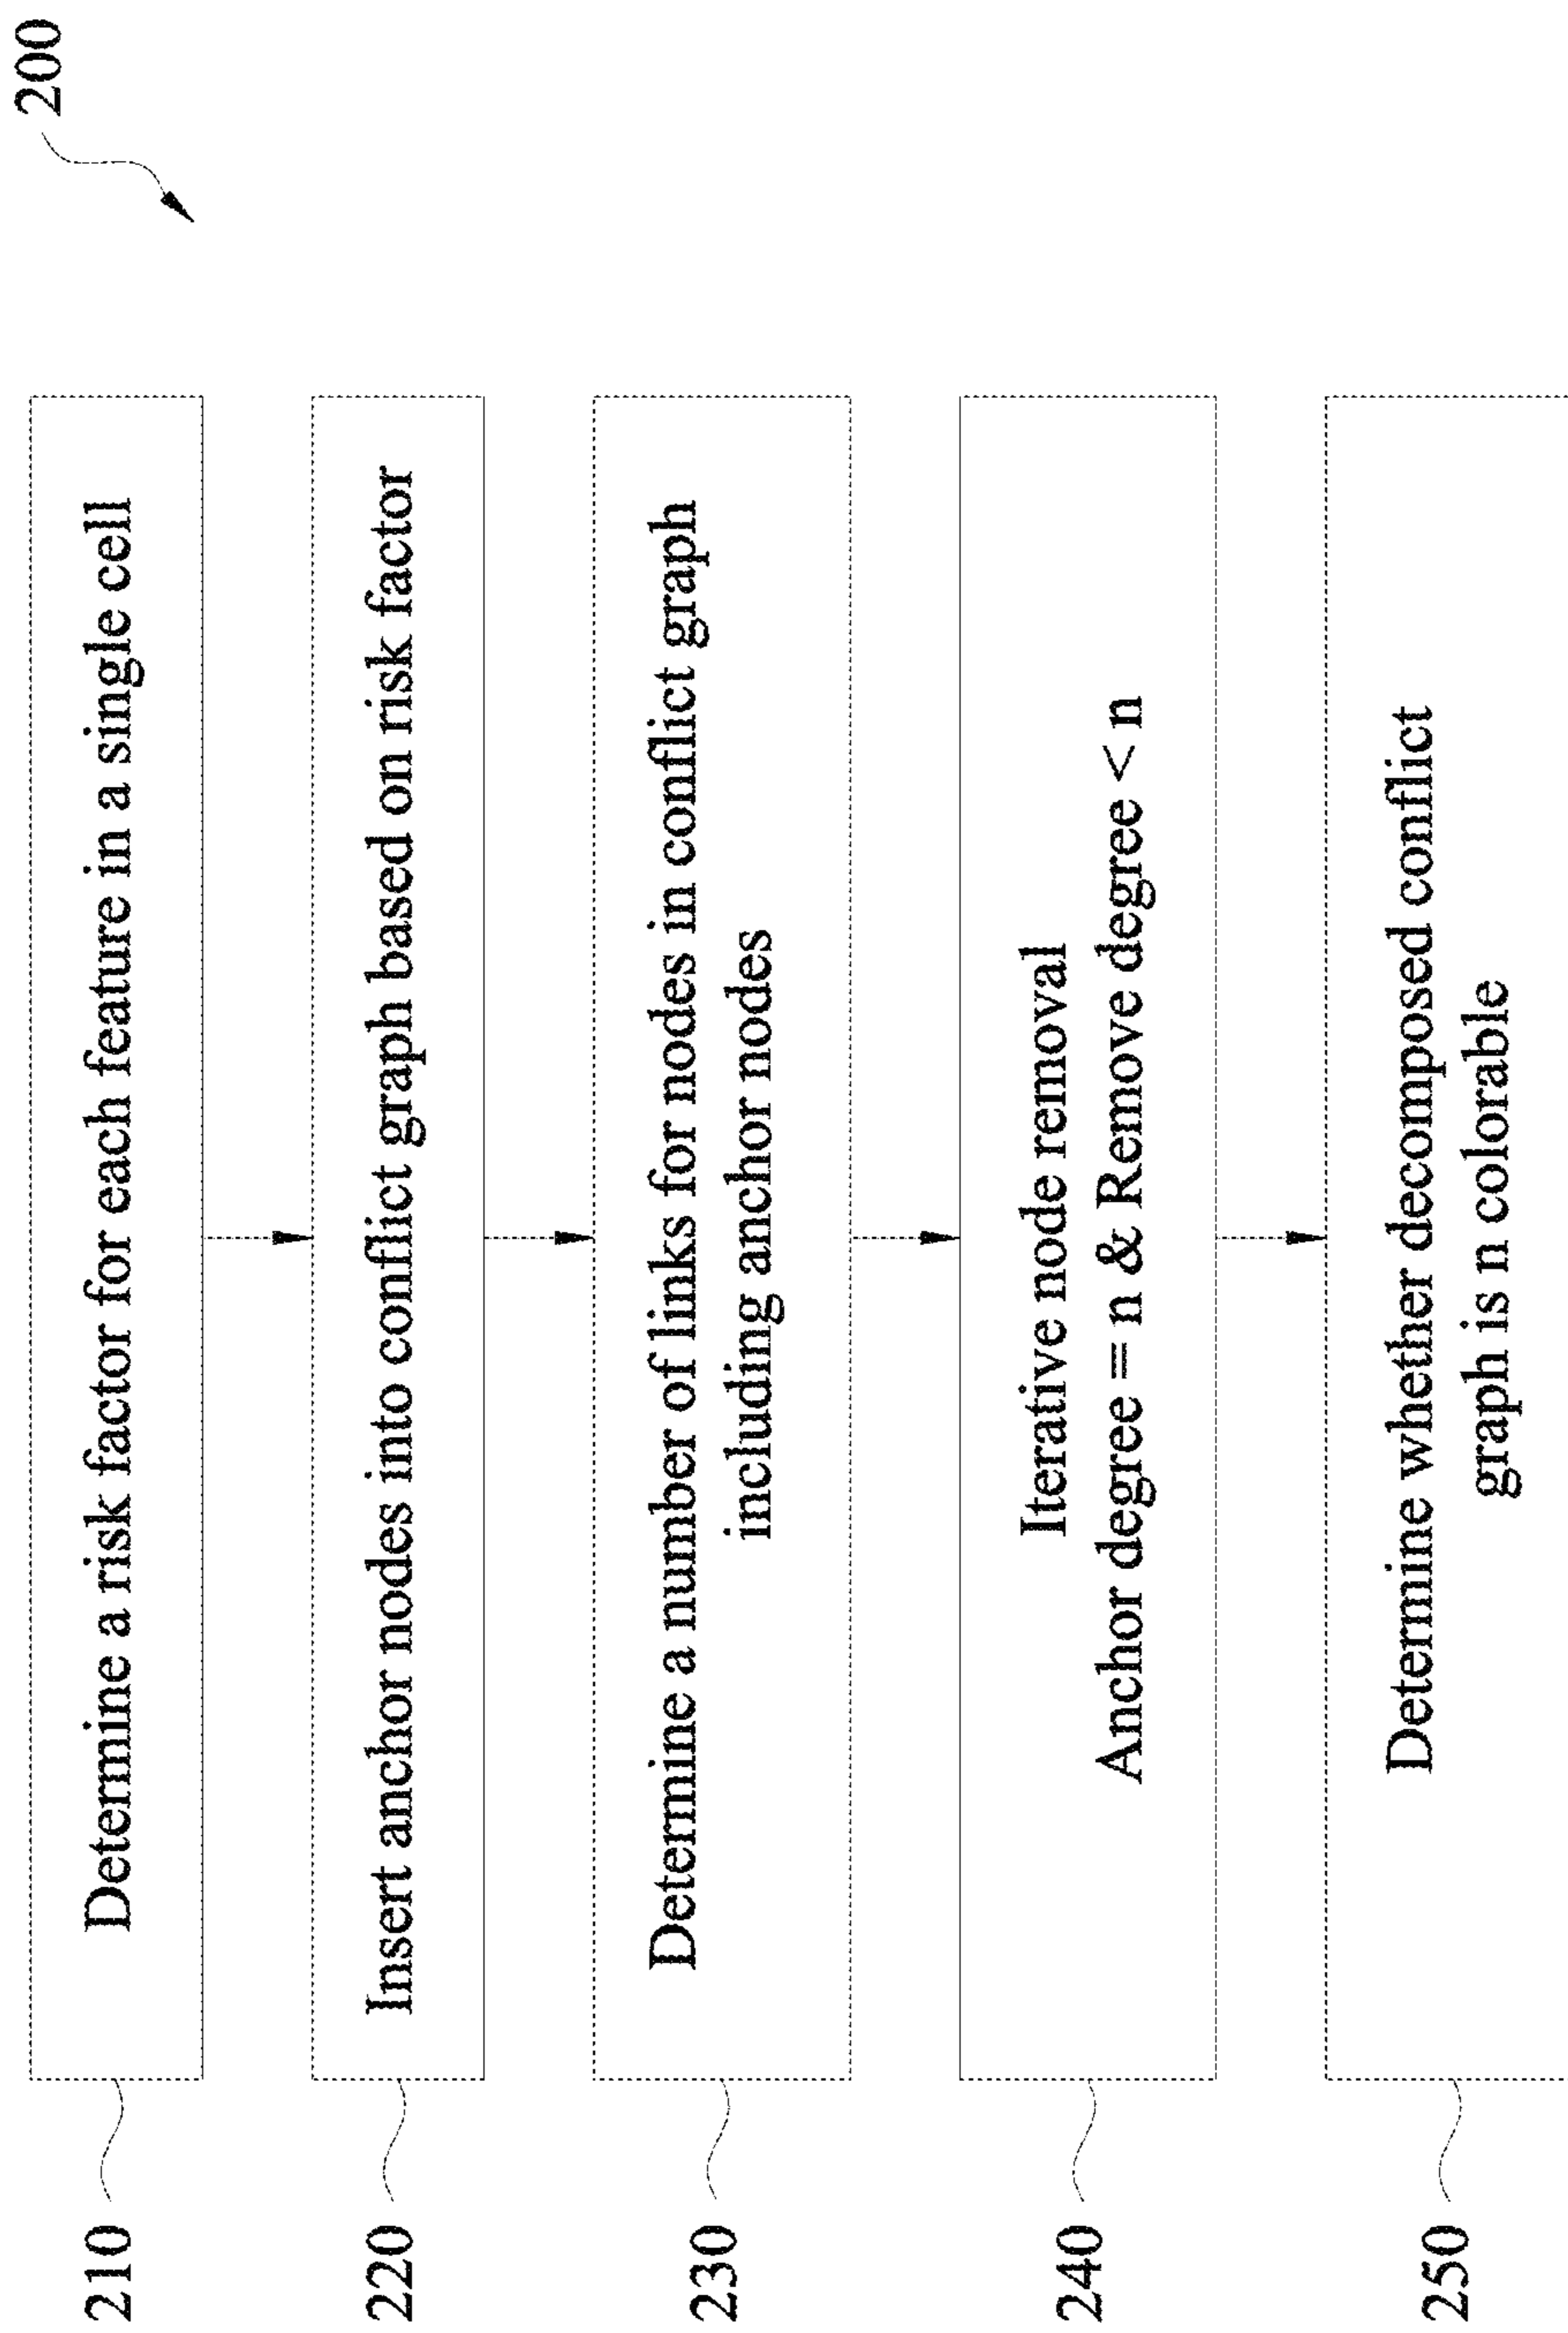 200
210
Determine a risk factor for each feature in a single cell
220
Insert anchor nodes into conflict graph based on risk factor
230
Determine a number of links for nodes in conflict graph
including anchor nodes
240
Iterative node removal
Anchor degree = n & Remove degree < n
250
Determine whether decomposed conflict
graph is n colorable